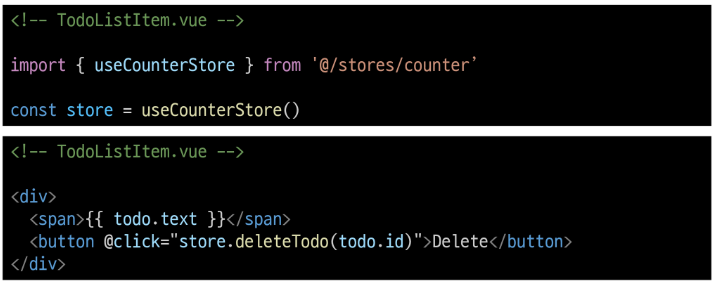 <!-- TodoListItem.vue -->
import { useCounterStore } from '@/stores/counter’
const store = useCounterStore()
<!-- TodoListItem.vue -->
<div>
<span>{{ todo.text }}</span>
<button @click="store.deleteTodo(todo.id)">Delete</button>
</div>